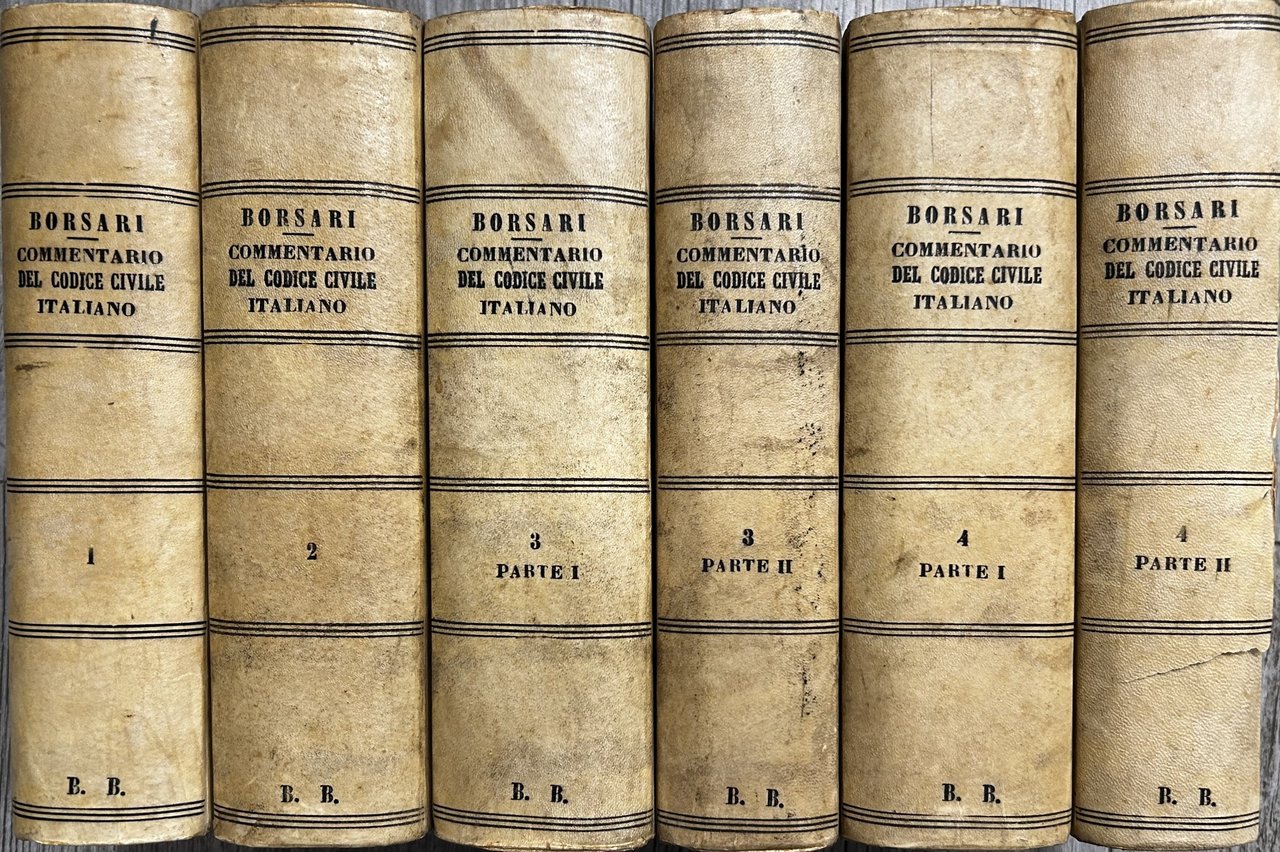 BORSARI
COMMENTARIO
DEL CODICE CIVILE
ITALIANO
1
B. B.
BORSARI
COMMENTARIO
DEL CODICE CIVILE
ITALIANO
2
B. B.
BORSARI
COMMENTARIO
DEL CODICE CIVILE
ITALIANO
3
PARTE I
B. B.
BORSARI
COMMENTARIO
DEL CODICE CIVILE
ITALIANO
3
PARTE II
B. B.
BORSARI
COMMENTARIO
DEL CODICE CIVILE
ITALIANO
4
PARTE I
B. B.
BORSARI
COMMENTARIO
DEL CODICE CIVILE
ITALIANO
4
PARTE II
B. B.